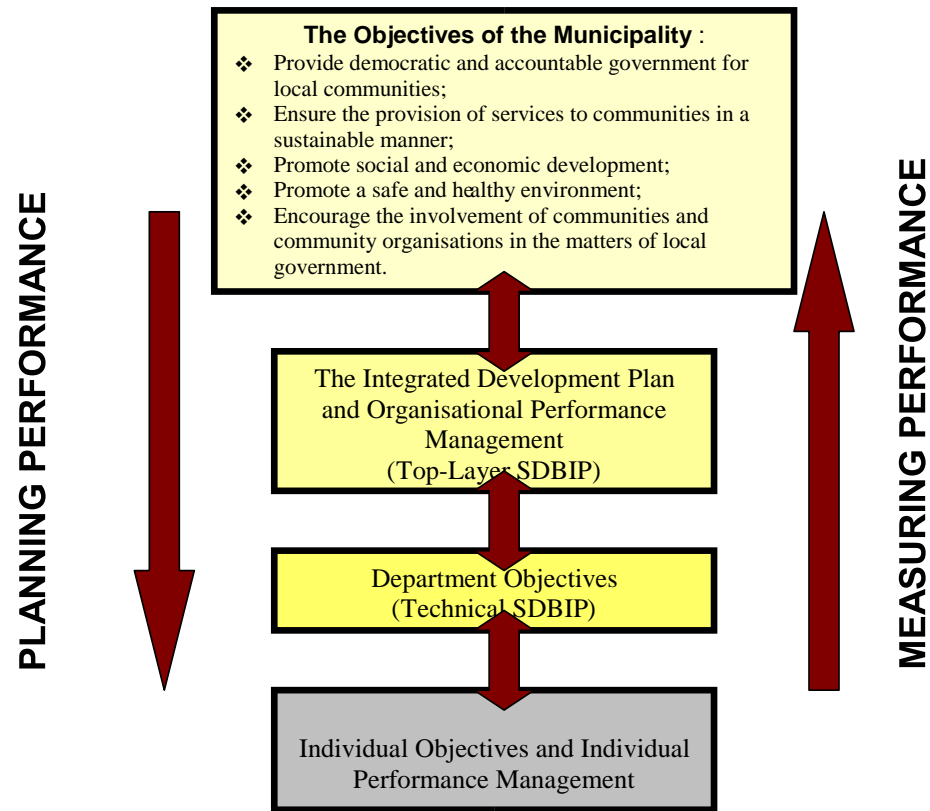 The Objectives of the Municipality :
❖ Provide democratic and accountable government for
local communities;
❖ Ensure the provision of services to communities in a
sustainable manner;
❖ Promote social and economic development;
❖ Promote a safe and healthy environment;
❖ Encourage the involvement of communities and
community organisations in the matters of local
government.
PLANNING PERFORMANCE
MEASURING PERFORMANCE
The Integrated Development Plan
and Organisational Performance
Management
(Top-Layer SDBIP)
Department Objectives
(Technical SDBIP)
Individual Objectives and Individual
Performance Management